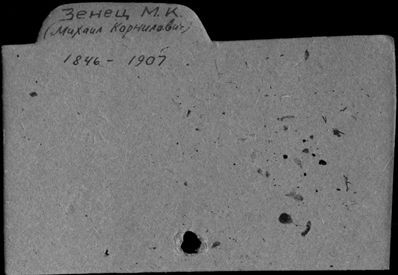 Зенец М.К.
(Михаил Корнилович)
1846 - 1907